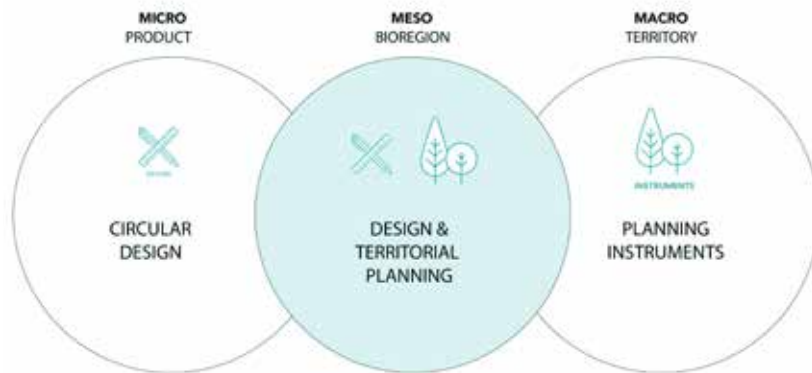 MICRO
PRODUCT
MESO
BIOREGION
MACRO
TERRITORY
INSTRUMENTS
CIRCULAR
DESIGN
DESIGN &
TERRITORIAL
PLANNING
PLANNING
INSTRUMENTS